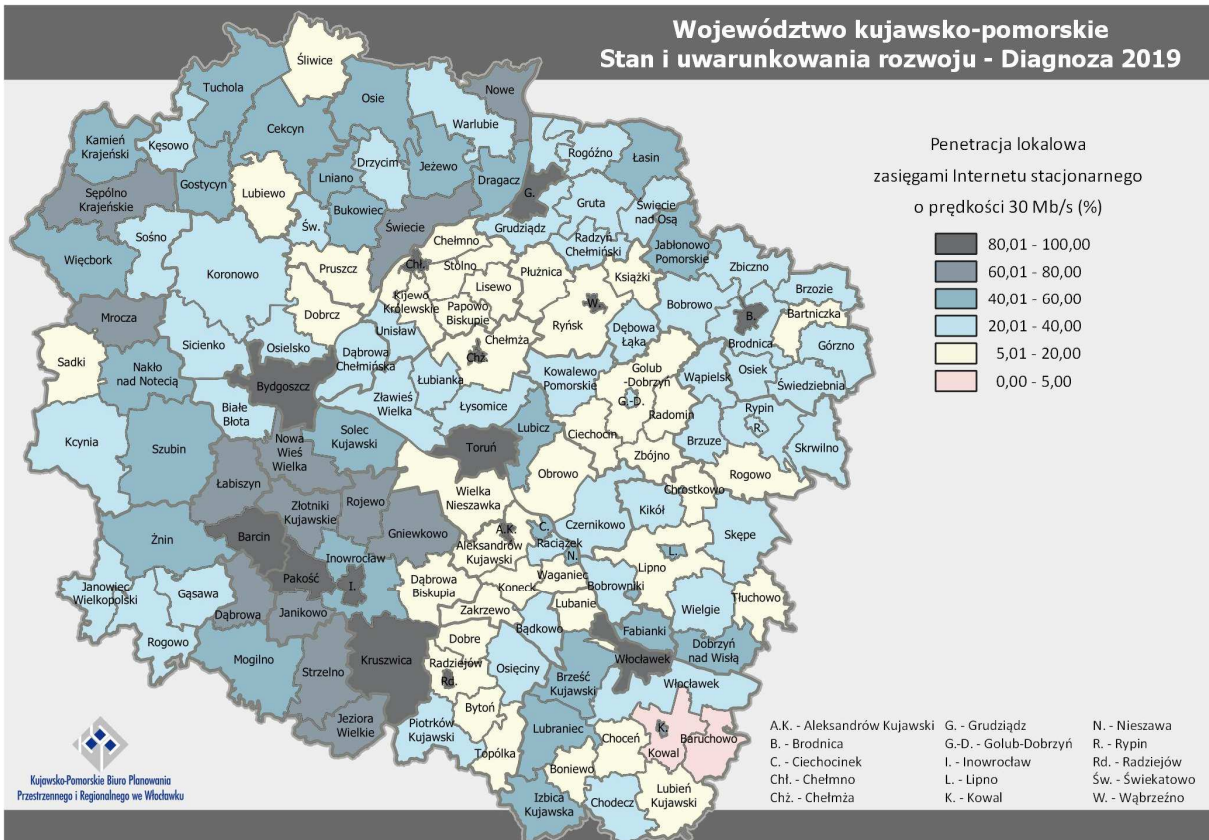 Województwo kujawsko-pomorskie
Stan i uwarunkowania rozwoju - Diagnoza 2019
Penetracja lokalowa
zasięgami Internetu stacjonarnego
o prędkości 30 Mb/s (%)
80,01 - 100,00
60,01 - 80,00
40,01 - 60,00
20,01 - 40,00
5,01 - 20,00
0,00 - 5,00
Śliwice
Tuchola
Osie
Nowe
Warlubie
Cekcyn
Kamień
Krajeński
Kęsowo
Rogóźno
Łasin
Drzycim
Jeżewo
Dragacz
G.
Lniano
Gostycyn
Lubiewo
Sępólno
Krajeńskie
Bukowiec
Gruta
Święcie
nad Osą
Świecie
Św.
Grudziądz
Radzyń
Chełmiński
Sośno
Więcbork
Koronowo
Chełmno
Jabłonowo
Pomorskie
Chł.
Stolno
Płużnica
Książki
Zbiczno
Pruszcz
Lisewo
Brzozie
Kijewo
Królewskie
Papowo
Biskupie
W.
Bobrowo
B.
Bartniczka
Mrocza
Dobrcz
Ryńsk
Unisław
Dębowa
Łąka
Brodnica
Górzno
Sicienko
Osielsko
Chełmża
Chż.
Sadki
Dąbrowa
Chełmińska
Golub
-Dobrzyń
Osiek
Nakło
nad Notecią
Kowalewo
Pomorskie
Wąpielsk
Świedziebnia
Bydgoszcz
Łubianka
G.-D.
Zławieś
Wielka
Łysomice
Radomin
Rypin
R.
Białe
Błota
Lubicz
Ciechocin
Brzuze
Skrwilno
Kcynia
Szubin
Nowa
Wieś
Wielka
Solec
Kujawski
Toruń
Zbójno
Obrowo
Rogowo
Łabiszyn
Wielka
Nieszawka
Chrostkowo
Złotniki
Kujawskie
Rojewo
Kikół
Gniewkowo
A.K.
C.
Czernikowo
Skępe
Żnin
Barcin
Raciążek
Aleksandrów
Kujawski
N.
L.
Inowrocław
Lipno
Pakość
I.
Waganiec
Janowiec
Wielkopolski
Gąsawa
Dąbrowa
Biskupia
Koneck
Bobrowniki
Tłuchowo
Lubanie
Wielgie
Dąbrowa
Janikowo
Zakrzewo
Bądkowo
Fabianki
Rogowo
Dobre
Dobrzyń
nad Wisłą
Mogilno
Kruszwica
Radziejów
Włocławek
Strzelno
Osięciny
Rd.
Brześć
Kujawski
Włocławek
Bytoń
Jeziora
Wielkie
Piotrków
Kujawski
Lubraniec
K.
Choceń
Baruchowo
Kowal
Topólka
Boniewo
Izbica
Kujawska
Chodecz
Lubień
Kujawski
A.K. - Aleksandrów Kujawski
B. - Brodnica
C. - Ciechocinek
Chł. - Chełmno
Chż. - Chełmża
G. - Grudziądz
G.-D. - Golub-Dobrzyń
I. - Inowrocław
L. - Lipno
K. - Kowal
N. - Nieszawa
R. - Rypin
Rd. - Radziejów
Św. - Świekatowo
W. - Wąbrzeźno
Kujawsko-Pomorskie Biuro Planowania
Przestrzennego i Regionalnego we Włocławku